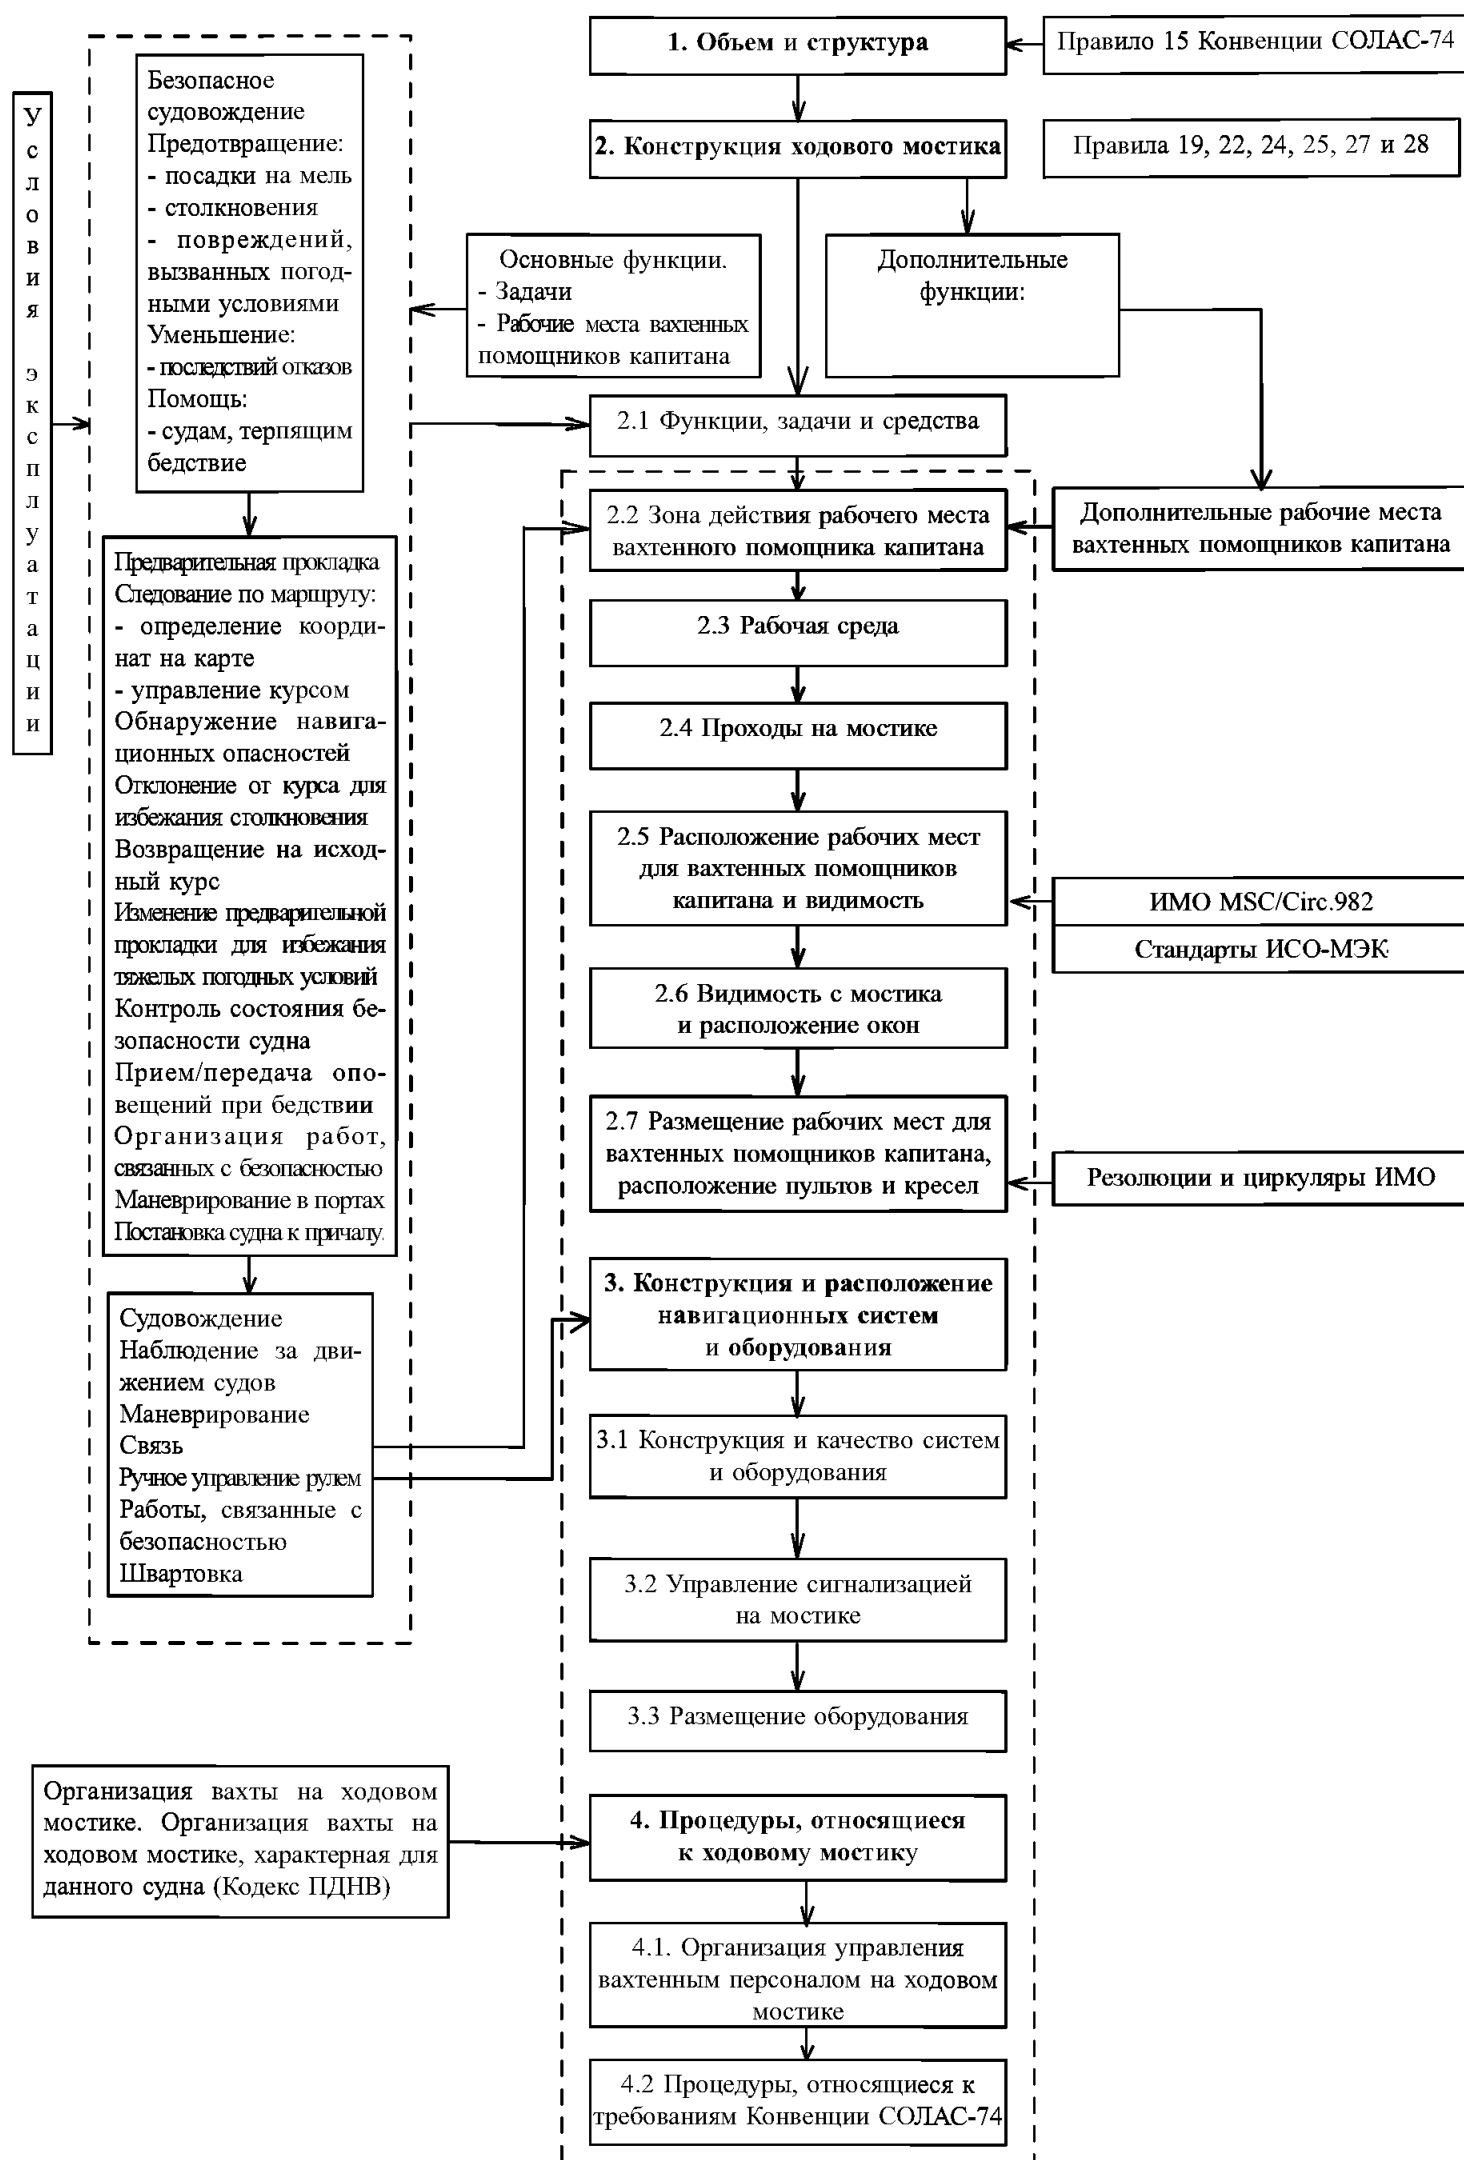 1. Объем и структура
Правило 15 Конвенции СОЛАС-74
2. Конструкция ходового мостика
Правила 19, 22, 24, 25, 27 и 28
Условия эксплуатации
Безопасное
судовождение
Предотвращение:
- посадки на мель
- столкновения
- повреждений,
вызванных погод-
ными условиями
Уменьшение:
- последствий отказов
Помощь:
- судам, терпящим
бедствие
Основные функции.
- Задачи
- Рабочие места вахтенных
помощников капитана
Дополнительные
функции:
2.1 Функции, задачи и средства
2.2 Зона действия рабочего места
вахтенного помощника капитана
Дополнительные рабочие места
вахтенных помощников капитана
Предварительная прокладка
Следование по маршруту:
- определение коорди-
нат на карте
- управление курсом
Обнаружение навига-
ционных опасностей
Отклонение от курса для
избежания столкновения
Возвращение на исход-
ный курс
Изменение предварительной
прокладки для избежания
тяжелых погодных условий
Контроль состояния бе-
зопасности судна
Прием/передача опо-
вещений при бедствии
Организация работ,
связанных с безопасностью
Маневрирование в портах
Постановка судна к причалу.
2.3 Рабочая среда
2.4 Проходы на мостике
2.5 Расположение рабочих мест
для вахтенных помощников
капитана и видимость
ИМО MSC/Circ.982
Стандарты ИСО-МЭК
2.6 Видимость с мостика
и расположение окон
2.7 Размещение рабочих мест для
вахтенных помощников капитана,
расположение пультов и кресел
Резолюции и циркуляры ИМО
Судовождение
Наблюдение за дви-
жением судов
Маневрирование
Связь
Ручное управление рулем
Работы, связанные с
безопасностью
Швартовка
3. Конструкция и расположение
навигационных систем
и оборудования
3.1 Конструкция и качество систем
и оборудования
3.2 Управление сигнализацией
на мостике
3.3 Размещение оборудования
Организация вахты на ходовом
мостике. Организация вахты на
ходовом мостике, характерная для
данного судна (Кодекс ПДНВ)
4. Процедуры, относящиеся
к ходовому мостику
4.1. Организация управления
вахтенным персоналом на ходовом
мостике
4.2 Процедуры, относящиеся к
требованиям Конвенции СОЛАС-74